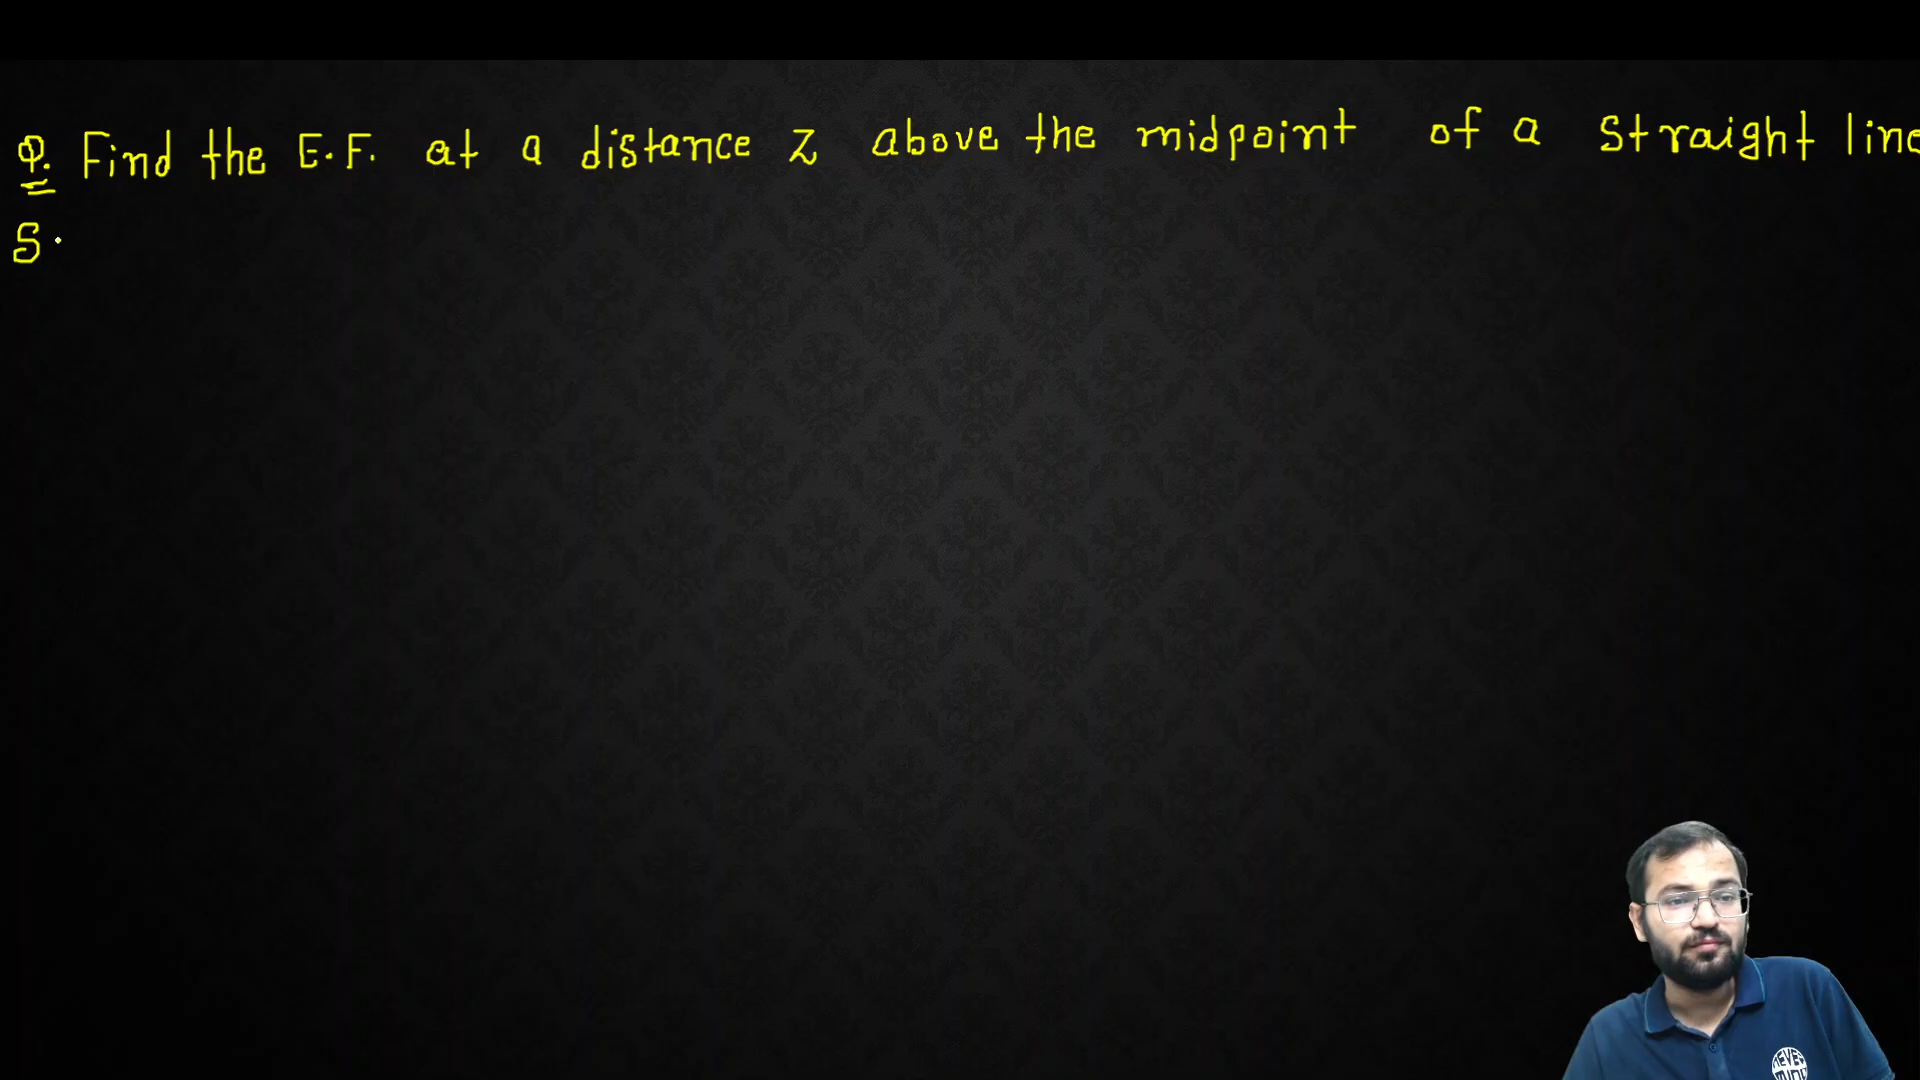 Q. Find the E.F. at a distance z above the midpoint of a straight line
S